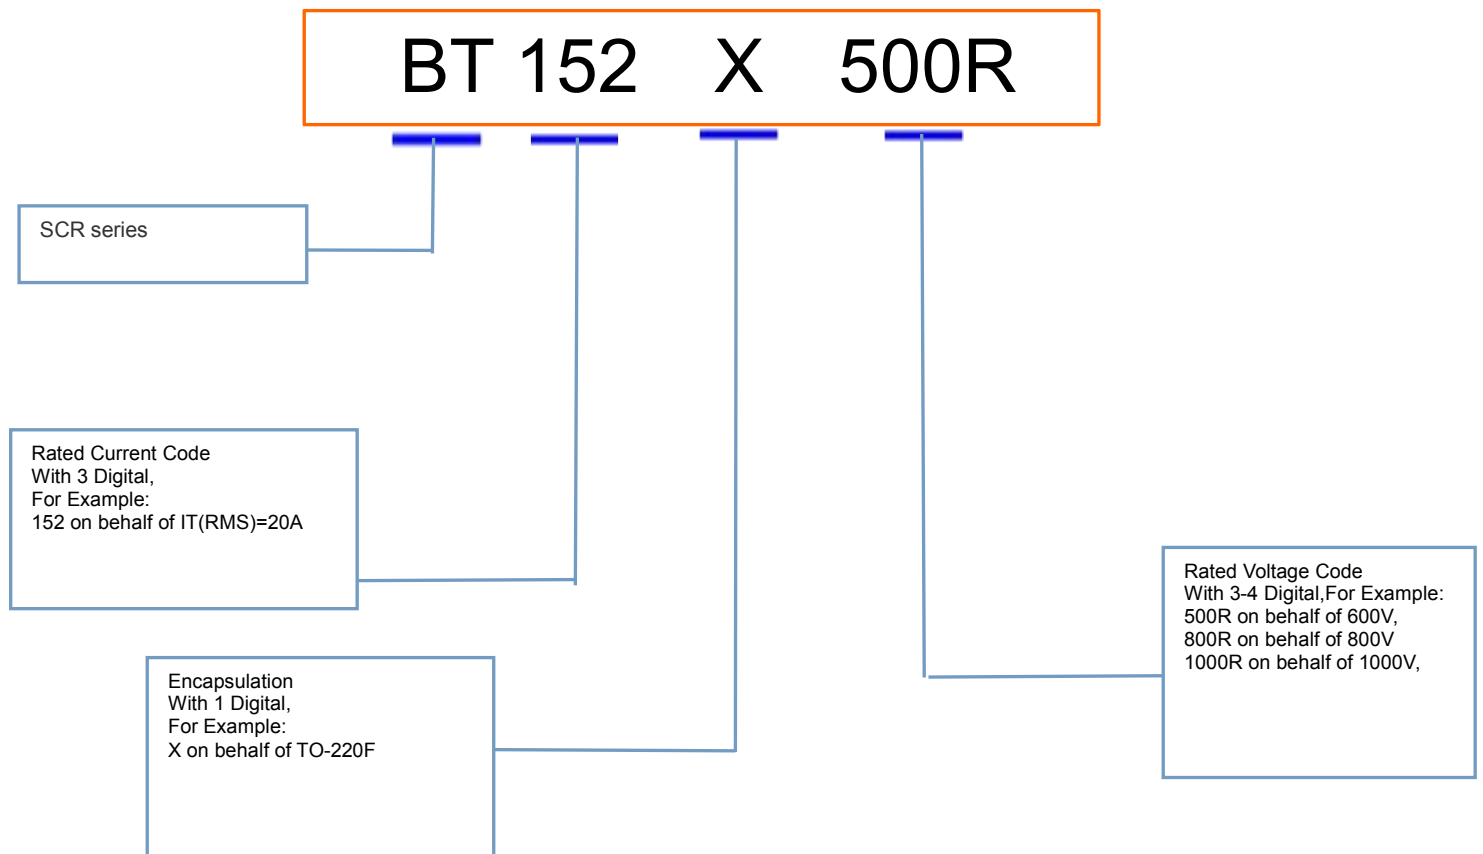 BT 152 X 500R
SCR series
Rated Current Code
With 3 Digital,
For Example:
152 on behalf of IT(RMS)=20A
Rated Voltage Code
With 3-4 Digital,For Example:
500R on behalf of 600V,
800R on behalf of 800V
1000R on behalf of 1000V,
Encapsulation
With 1 Digital,
For Example:
X on behalf of TO-220F